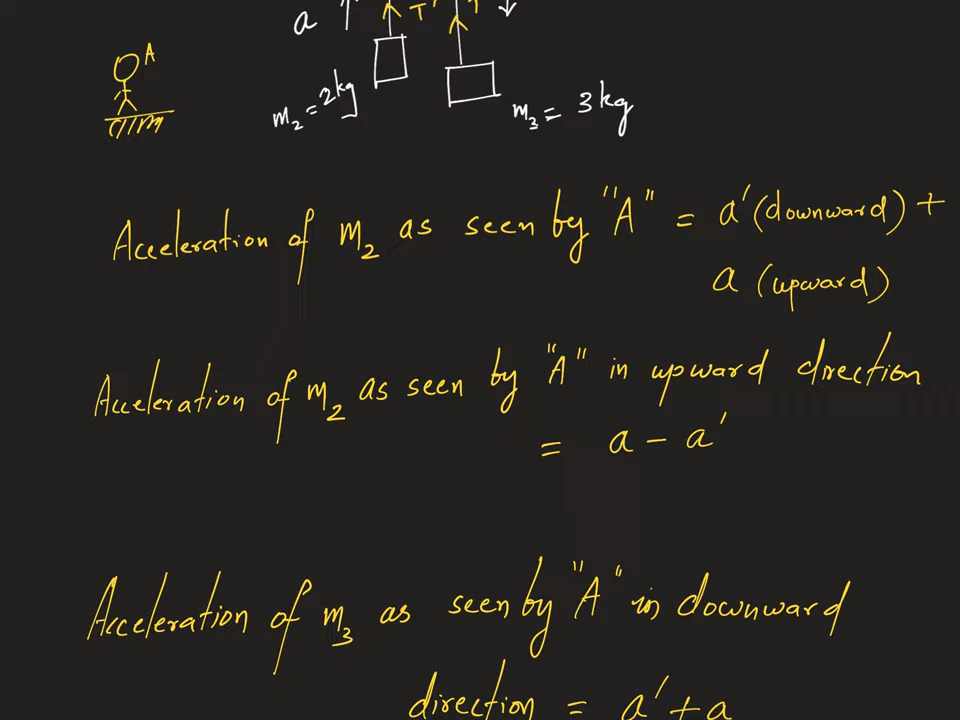 a T' T'
A
m₂ = 2kg
m₃ = 3kg
Acceleration of m₂ as seen by "A" = a' (downward) +
a (upward)
Acceleration of m₂ as seen by "A" in upward direction
= a - a'
Acceleration of m₃ as seen by "A" in downward
direction = a' + a